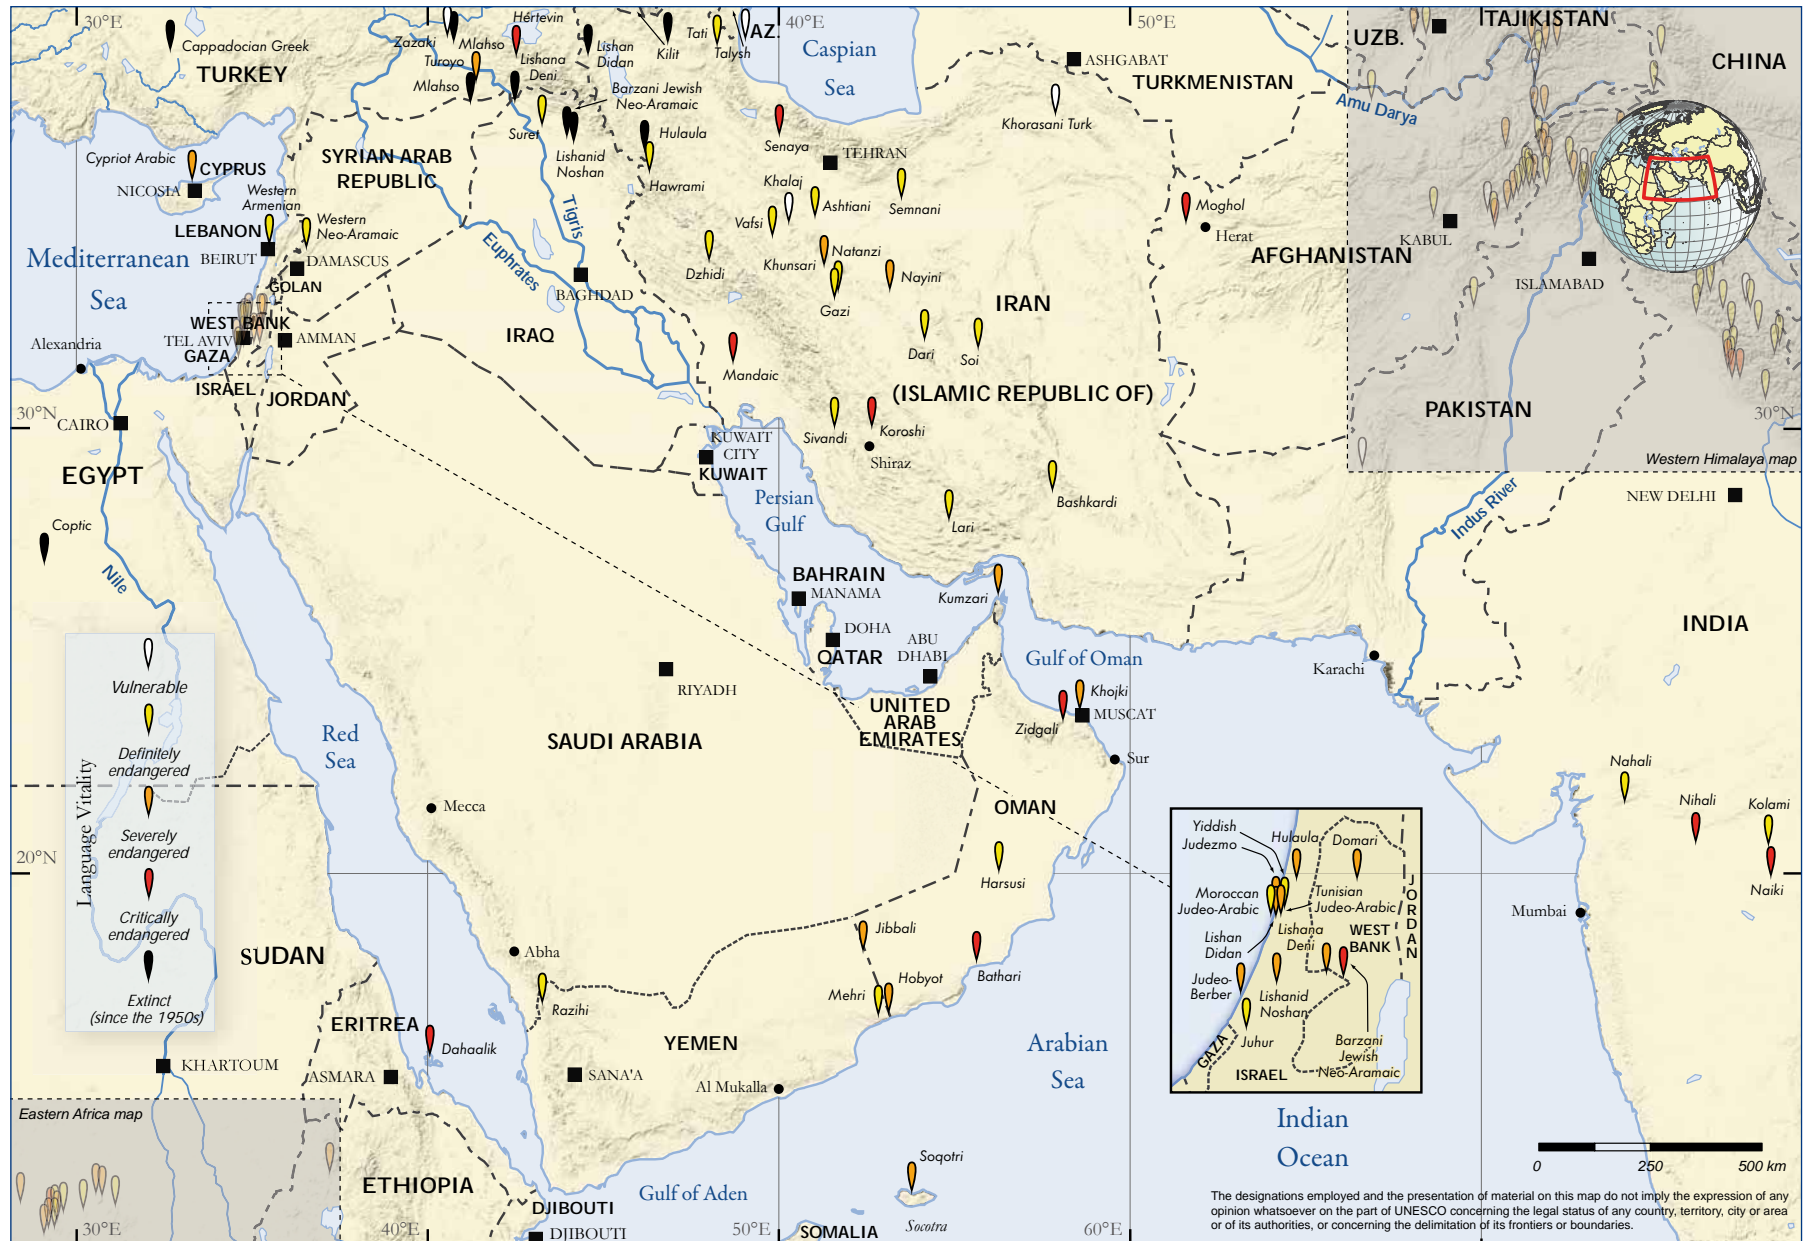 30°E
40°E
50°E
Cappadocian Greek
TURKEY
Zazaki
Mlahso
Turoyo
Mlahso
Hértevin
Lishana
Deni
Lishan
Didan
Kilit
Tati
Talysh
AZ.
Caspian
Sea
ASHGABAT
TURKMENISTAN
UZB.
TAJIKISTAN
CHINA
Amu Darya
Barzani Jewish
Neo-Aramaic
Suret
Lishanid
Noshan
Hulaula
Hawrami
Senaya
TEHRAN
Khorasani Turk
Cypriot Arabic
CYPRUS
NICOSIA
SYRIAN ARAB
REPUBLIC
Western
Armenian
Western
Neo-Aramaic
LEBANON
BEIRUT
DAMASCUS
GOLAN
Mediterranean
Sea
Tigris
Euphrates
BAGHDAD
IRAQ
Khalaj
Vafsi
Ashtiani
Semnani
Dzhidi
Khunsari
Natanzi
Gazi
Nayini
Moghol
Herat
AFGHANISTAN
KABUL
ISLAMABAD
IRAN
(ISLAMIC REPUBLIC OF)
Dari
Soi
Mandaic
Alexandria
WEST BANK
TEL AVIV
GAZA
AMMAN
ISRAEL
JORDAN
30°N
CAIRO
EGYPT
Coptic
Nile
KUWAIT
CITY
KUWAIT
Sivandi
Koroshi
Shiraz
Persian
Gulf
Lari
Bashkardi
PAKISTAN
30°N
Western Himalaya map
NEW DELHI
Indus River
INDIA
BAHRAIN
MANAMA
DOHA
QATAR
ABU
DHABI
Kumzari
Gulf of Oman
Khojki
MUSCAT
Zidgali
Sur
Karachi
UNITED
ARAB
EMIRATES
RIYADH
SAUDI ARABIA
Red
Sea
Mecca
OMAN
Harsusi
Language Vitality
Vulnerable
Definitely
endangered
Severely
endangered
Critically
endangered
Extinct
(since the 1950s)
20°N
SUDAN
KHARTOUM
ERITREA
ASMARA
Dahaalik
Abha
Razihi
YEMEN
SANA'A
Al Mukalla
Jibbali
Mehri
Hobyot
Bathari
Arabian
Sea
Yiddish
Judezmo
Hulaula
Domari
Moroccan
Judeo-Arabic
Tunisian
Judeo-Arabic
Lishan
Didan
Lishana
Deni
WEST
BANK
JORDAN
Judeo-
Berber
Lishanid
Noshan
Juhur
Barzani
Jewish
Neo-Aramaic
GAZA
ISRAEL
Nahali
Nihali
Kolami
Naiki
Mumbai
Indian
Ocean
Eastern Africa map
ETHIOPIA
DJIBOUTI
DJIBOUTI
Gulf of Aden
SOMALIA
Soqotri
Socotra
30°E
40°E
50°E
60°E
0 250 500 km
The designations employed and the presentation of material on this map do not imply the expression of any
opinion whatsoever on the part of UNESCO concerning the legal status of any country, territory, city or area
or of its authorities, or concerning the delimitation of its frontiers or boundaries.